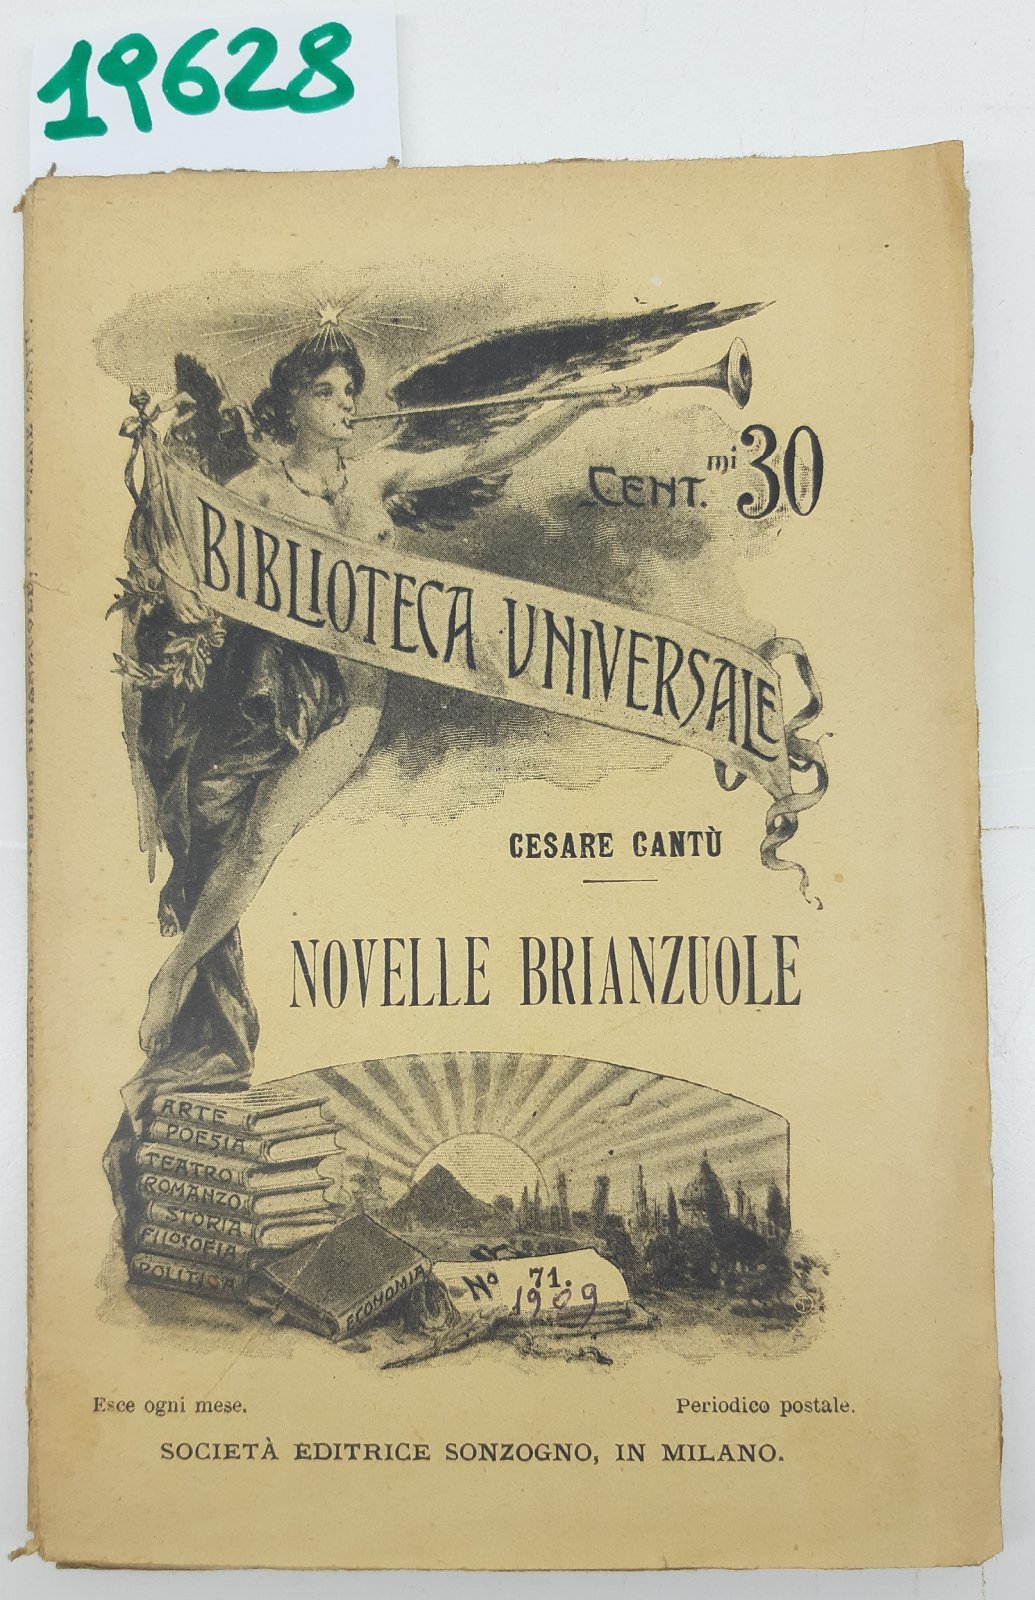 19628
CENT.mi 30
BIBLIOTECA UNIVERSALE
CESARE CANTÙ
NOVELLE BRIANZUOLE
ARTE
POESIA
TEATRO
ROMANZO
STORIA
FILOSOFIA
POLITICA
ECONOMIA
No 71.
1909
Esce ogni mese.
Periodico postale.
SOCIETÀ EDITRICE SONZOGNO, IN MILANO.